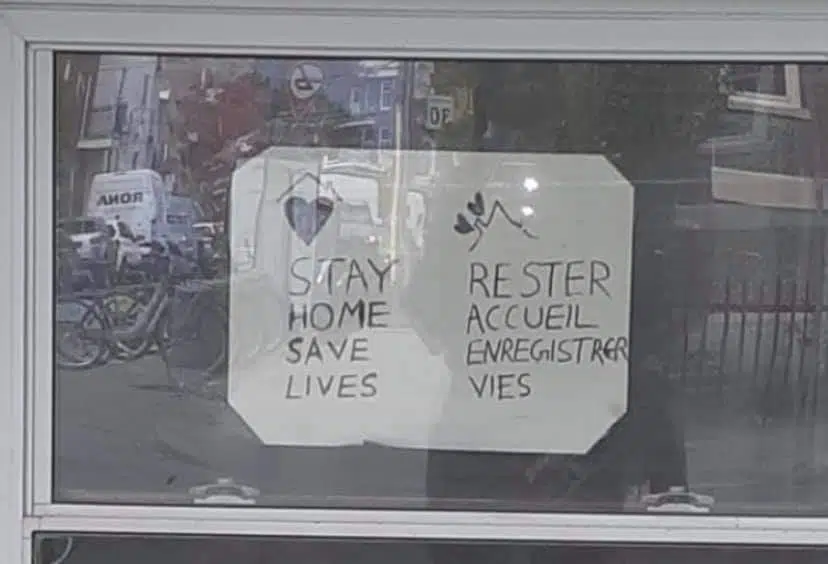 STAY
HOME
SAVE
LIVES
RESTER
ACCUEIL
ENREGISTRER
VIES